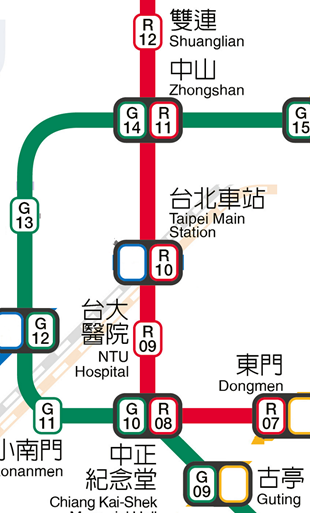 R
12
雙連
Shuanglian
中山
Zhongshan
G
14
R
11
G
15
G
13
台北車站
Taipei Main
Station
R
10
台大
醫院
NTU
Hospital
R
09
G
12
東門
Dongmen
G
11
G
10
R
08
R
07
小南門
onanmen
中正
紀念堂
Chiang Kai-Shek
G
09
古亭
Guting